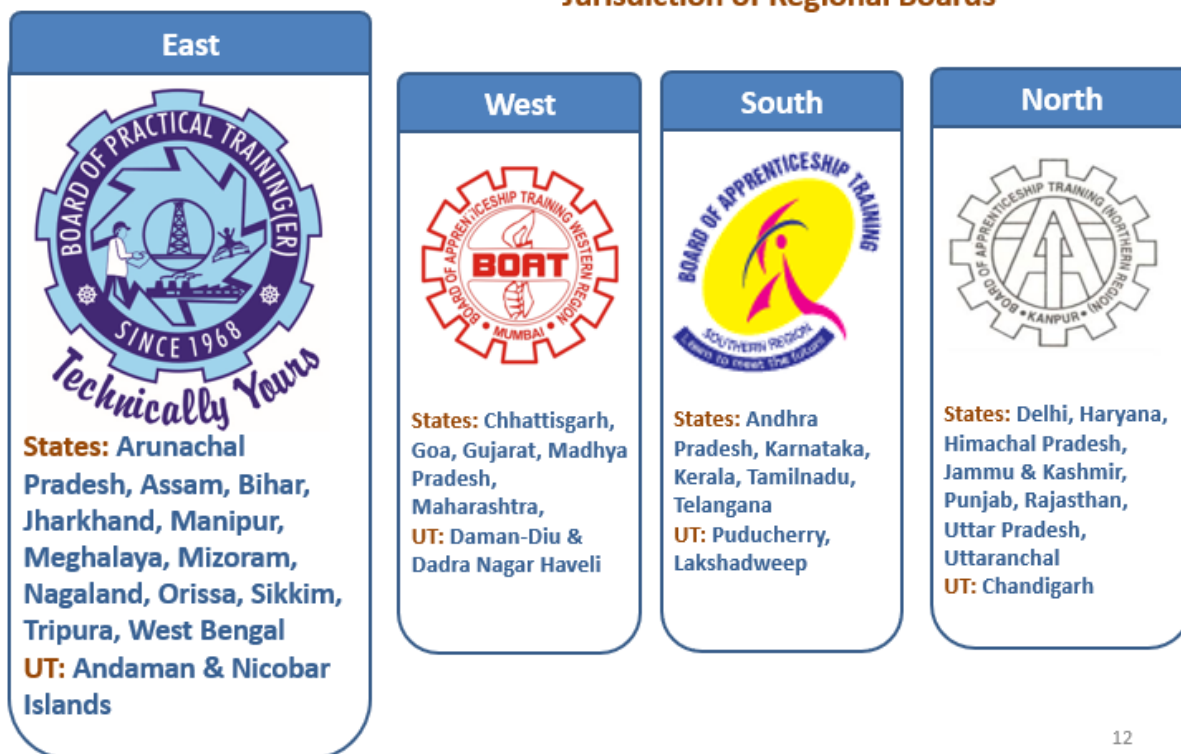 Jurisdiction of Regional Boards
East
BOARD OF PRACTICAL TRAINING(ER)
SINCE 1968
Technically Yours
States: Arunachal
Pradesh, Assam, Bihar,
Jharkhand, Manipur,
Meghalaya, Mizoram,
Nagaland, Orissa, Sikkim,
Tripura, West Bengal
UT: Andaman & Nicobar
Islands
West
BOARD OF APPRENTICESHIP TRAINING WESTERN REGION
BOAT
• MUMBAI •
States: Chhattisgarh,
Goa, Gujarat, Madhya
Pradesh,
Maharashtra,
UT: Daman-Diu &
Dadra Nagar Haveli
South
BOARD OF APPRENTICESHIP TRAINING
SOUTHERN REGION
Learn to meet the future!
States: Andhra
Pradesh, Karnataka,
Kerala, Tamilnadu,
Telangana
UT: Puducherry,
Lakshadweep
North
BOARD OF APPRENTICESHIP TRAINING (NORTHERN REGION)
• KANPUR •
States: Delhi, Haryana,
Himachal Pradesh,
Jammu & Kashmir,
Punjab, Rajasthan,
Uttar Pradesh,
Uttaranchal
UT: Chandigarh
12